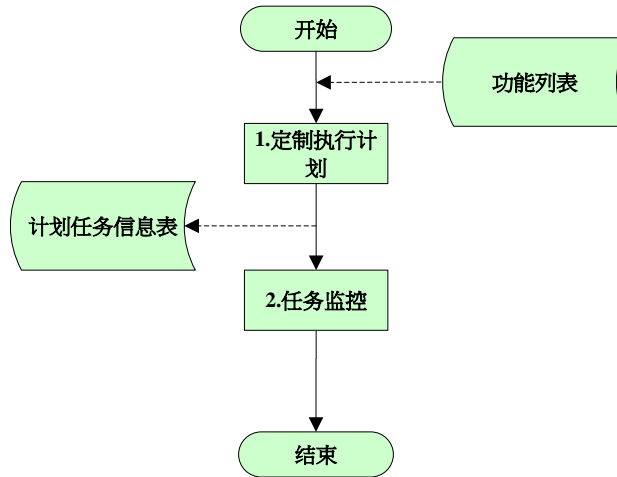 开始
功能列表
1.定制执行计
划
计划任务信息表
2.任务监控
结束